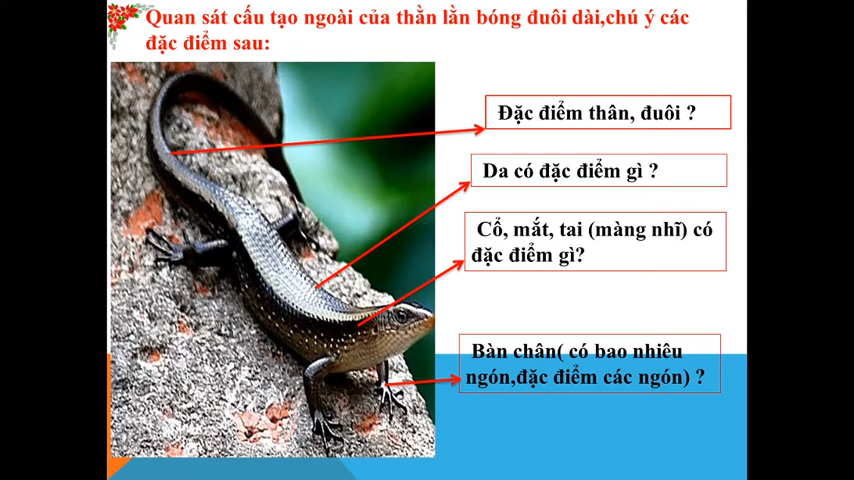 Quan sát cấu tạo ngoài của thằn lằn bóng đuôi dài,chú ý các
đặc điểm sau:
Đặc điểm thân, đuôi ?
Da có đặc điểm gì ?
Cổ, mắt, tai (màng nhĩ) có
đặc điểm gì?
Bàn chân( có bao nhiêu
ngón,đặc điểm các ngón) ?